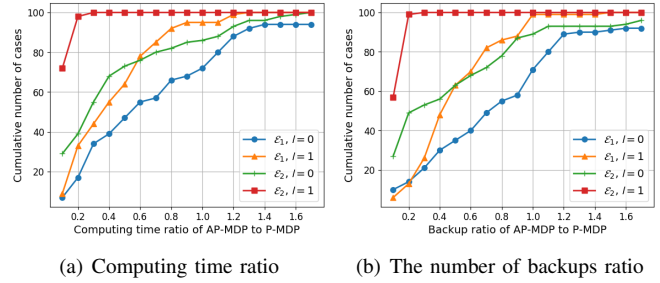 100
80
60
40
20
Cumulative number of cases
0.2 0.4 0.6 0.8 1.0 1.2 1.4 1.6
Computing time ratio of AP-MDP to P-MDP
ℰ₁, l = 0
ℰ₁, l = 1
ℰ₂, l = 0
ℰ₂, l = 1
(a) Computing time ratio
100
80
60
40
20
Cumulative number of cases
0.2 0.4 0.6 0.8 1.0 1.2 1.4 1.6
Backup ratio of AP-MDP to P-MDP
ℰ₁, l = 0
ℰ₁, l = 1
ℰ₂, l = 0
ℰ₂, l = 1
(b) The number of backups ratio